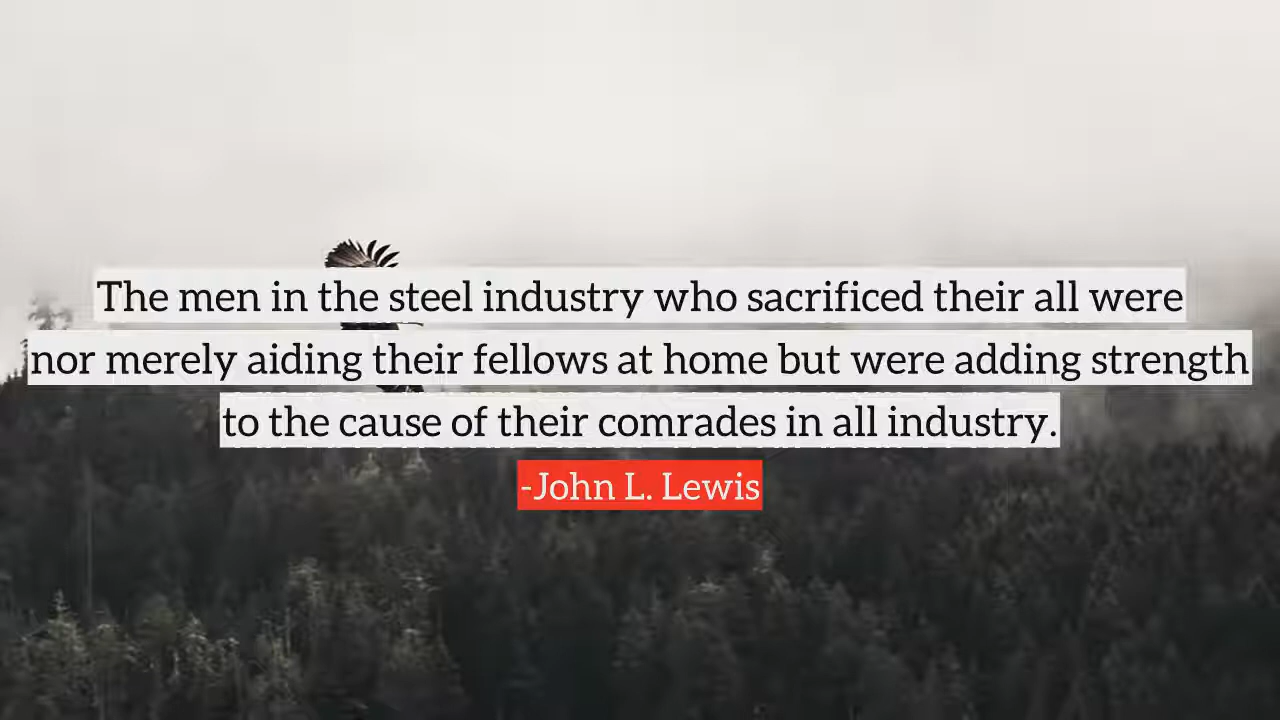 The men in the steel industry who sacrificed their all were
nor merely aiding their fellows at home but were adding strength
to the cause of their comrades in all industry.
-John L. Lewis